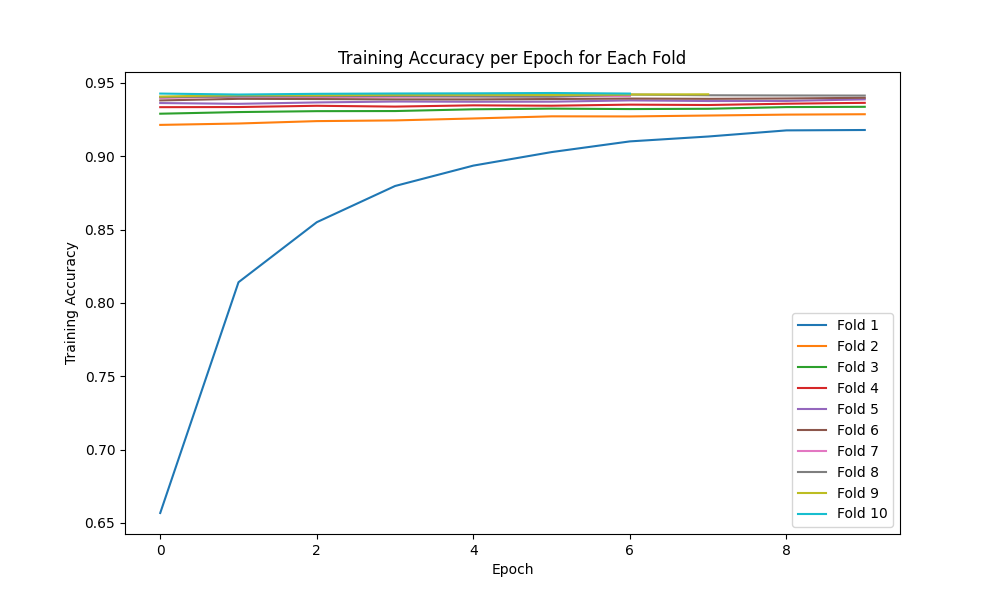 Training Accuracy per Epoch for Each Fold
Training Accuracy
0.95
0.90
0.85
0.80
0.75
0.70
0.65
0 2 4 6 8
Epoch
Fold 1
Fold 2
Fold 3
Fold 4
Fold 5
Fold 6
Fold 7
Fold 8
Fold 9
Fold 10